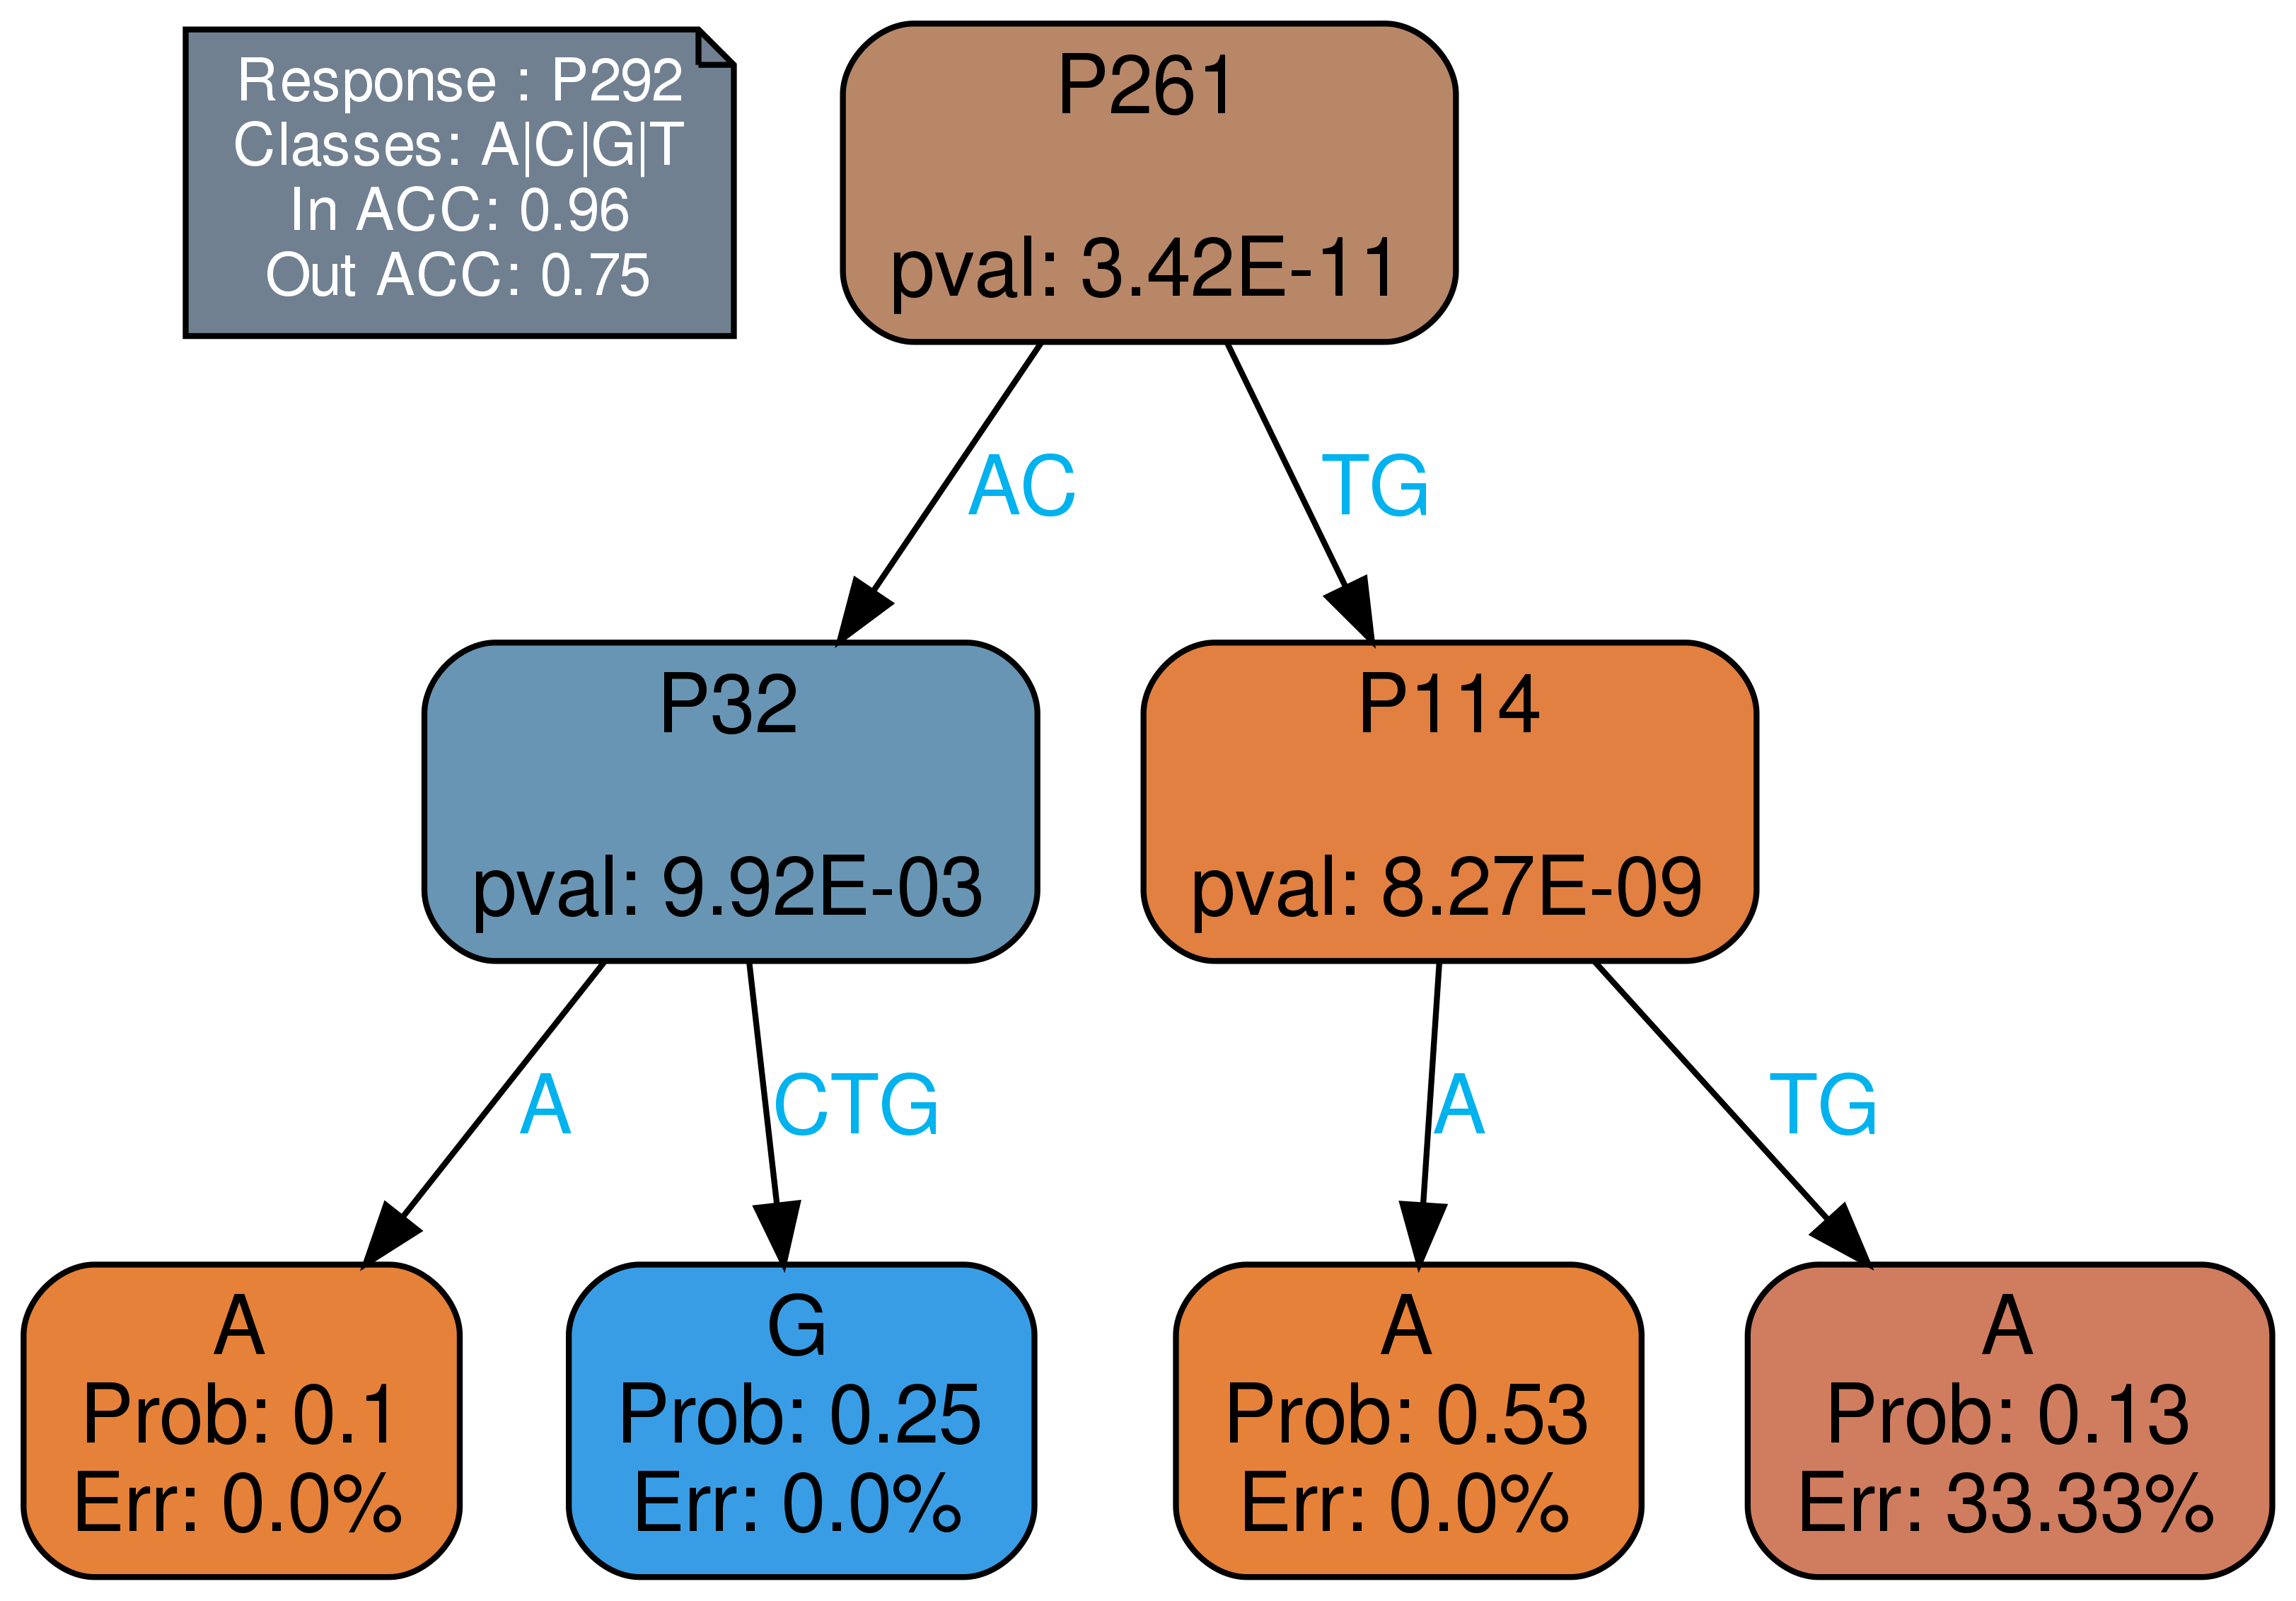 Response : P292
Classes: A|C|G|T
In ACC: 0.96
Out ACC: 0.75
P261
pval: 3.42E-11
AC
TG
P32
pval: 9.92E-03
P114
pval: 8.27E-09
A
CTG
A
TG
A
Prob: 0.1
Err: 0.0%
G
Prob: 0.25
Err: 0.0%
A
Prob: 0.53
Err: 0.0%
A
Prob: 0.13
Err: 33.33%